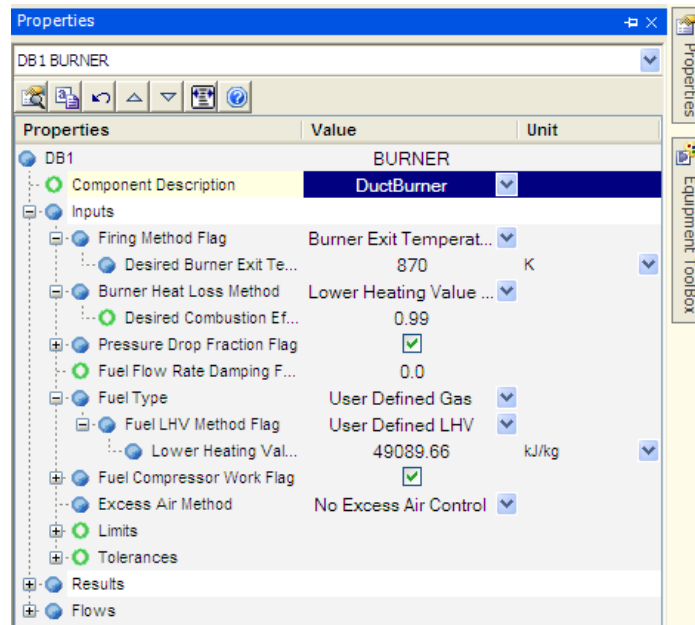 Properties
DB1 BURNER
Properties Value Unit
DB1 BURNER
Component Description DuctBurner
Inputs
Firing Method Flag Burner Exit Temperat...
Desired Burner Exit Te... 870 K
Burner Heat Loss Method Lower Heating Value ...
Desired Combustion Ef... 0.99
Pressure Drop Fraction Flag
Fuel Flow Rate Damping F... 0.0
Fuel Type User Defined Gas
Fuel LHV Method Flag User Defined LHV
Lower Heating Val... 49089.66 kJ/kg
Fuel Compressor Work Flag
Excess Air Method No Excess Air Control
Limits
Tolerances
Results
Flows
Properties
Equipment ToolBox